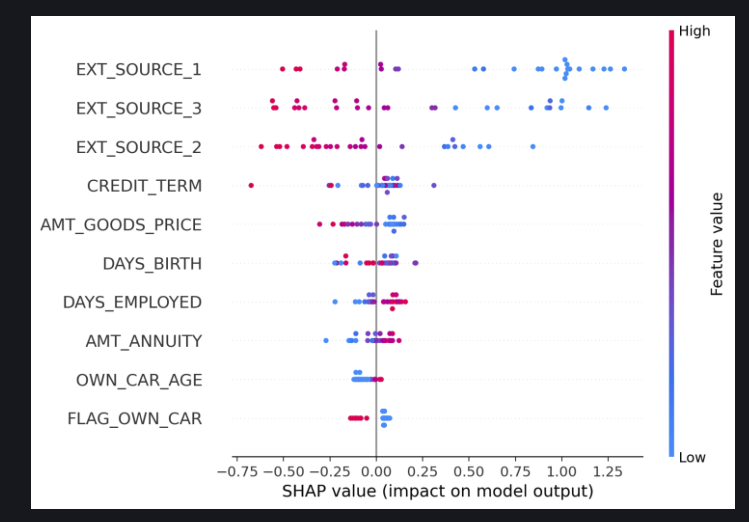 High
EXT_SOURCE_1
EXT_SOURCE_3
EXT_SOURCE_2
CREDIT_TERM
AMT_GOODS_PRICE
DAYS_BIRTH
DAYS_EMPLOYED
AMT_ANNUITY
OWN_CAR_AGE
FLAG_OWN_CAR
Feature value
Low
−0.75 −0.50 −0.25 0.00 0.25 0.50 0.75 1.00 1.25
SHAP value (impact on model output)